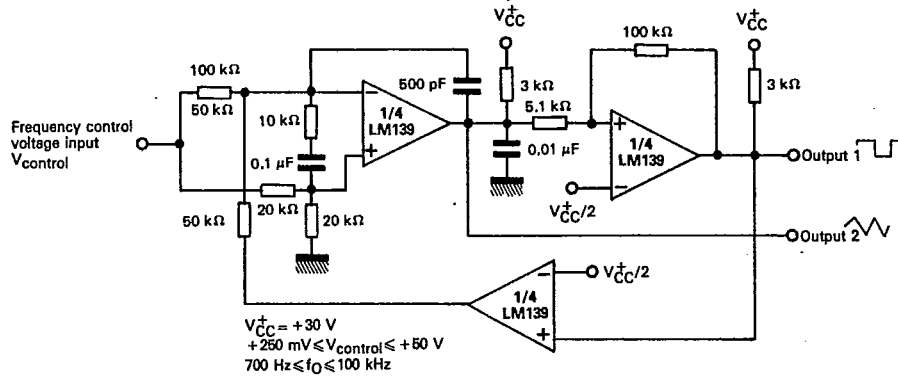 V+CC
V+CC
100 kΩ
100 kΩ
500 pF
3 kΩ
3 kΩ
50 kΩ
5.1 kΩ
10 kΩ
1/4
LM139
Frequency control
voltage input
Vcontrol
0.1 µF
0,01 µF
1/4
LM139
Output 1
20 kΩ
V+CC/2
50 kΩ
20 kΩ
Output 2
V+CC/2
1/4
LM139
V+CC = +30 V
+250 mV ⩽ Vcontrol ⩽ +50 V
700 Hz ⩽ fO ⩽ 100 kHz